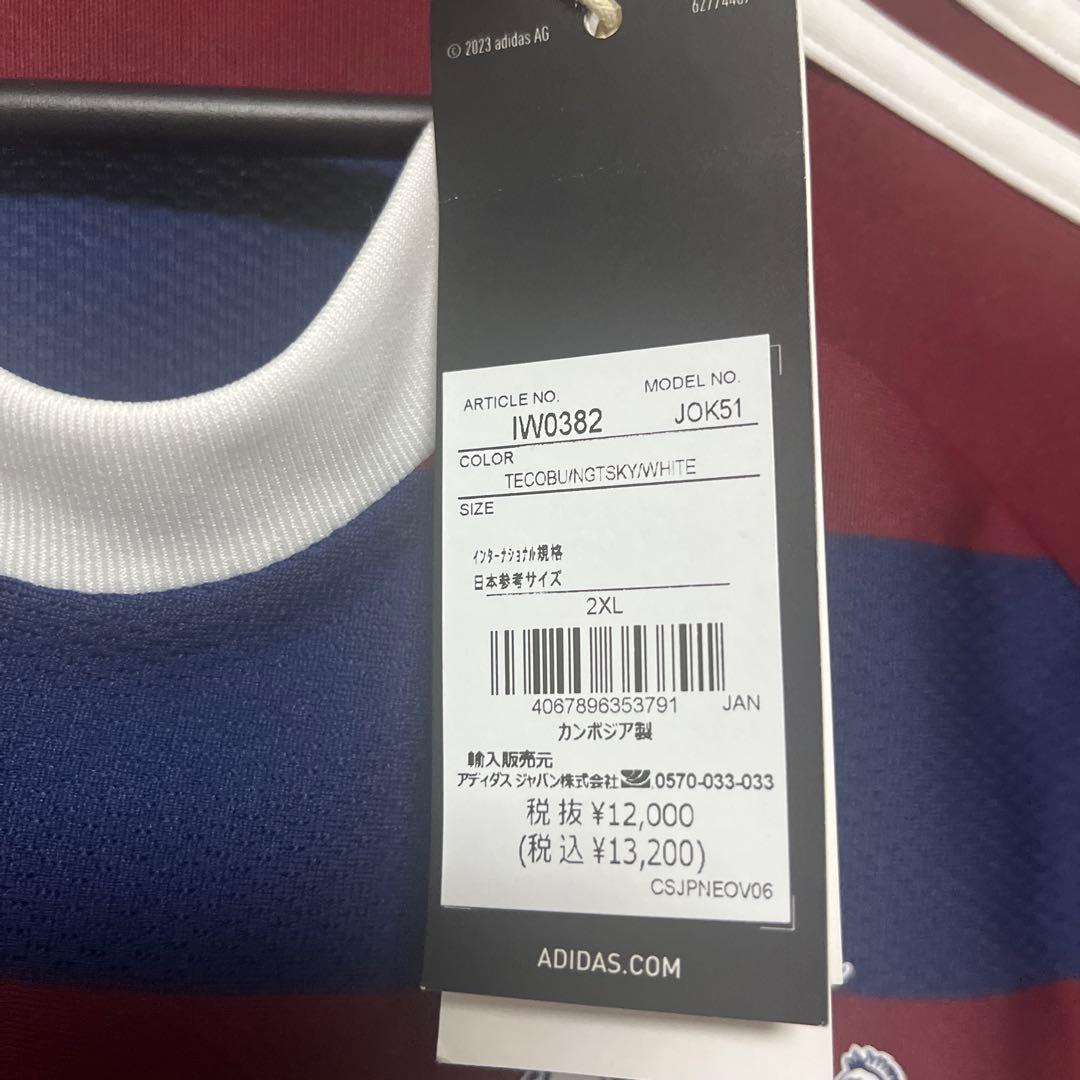 © 2023 adidas AG
ARTICLE NO. MODEL NO.
IW0382 JOK51
COLOR
TECOBU/NGTSKY/WHITE
SIZE
インターナショナル規格
日本参考サイズ
2XL
4067896353791 JAN
カンボジア製
輸入販売元
アディダス ジャパン株式会社 0570-033-033
税抜 ¥12,000
(税込 ¥13,200)
CSJPNEOV06
ADIDAS.COM